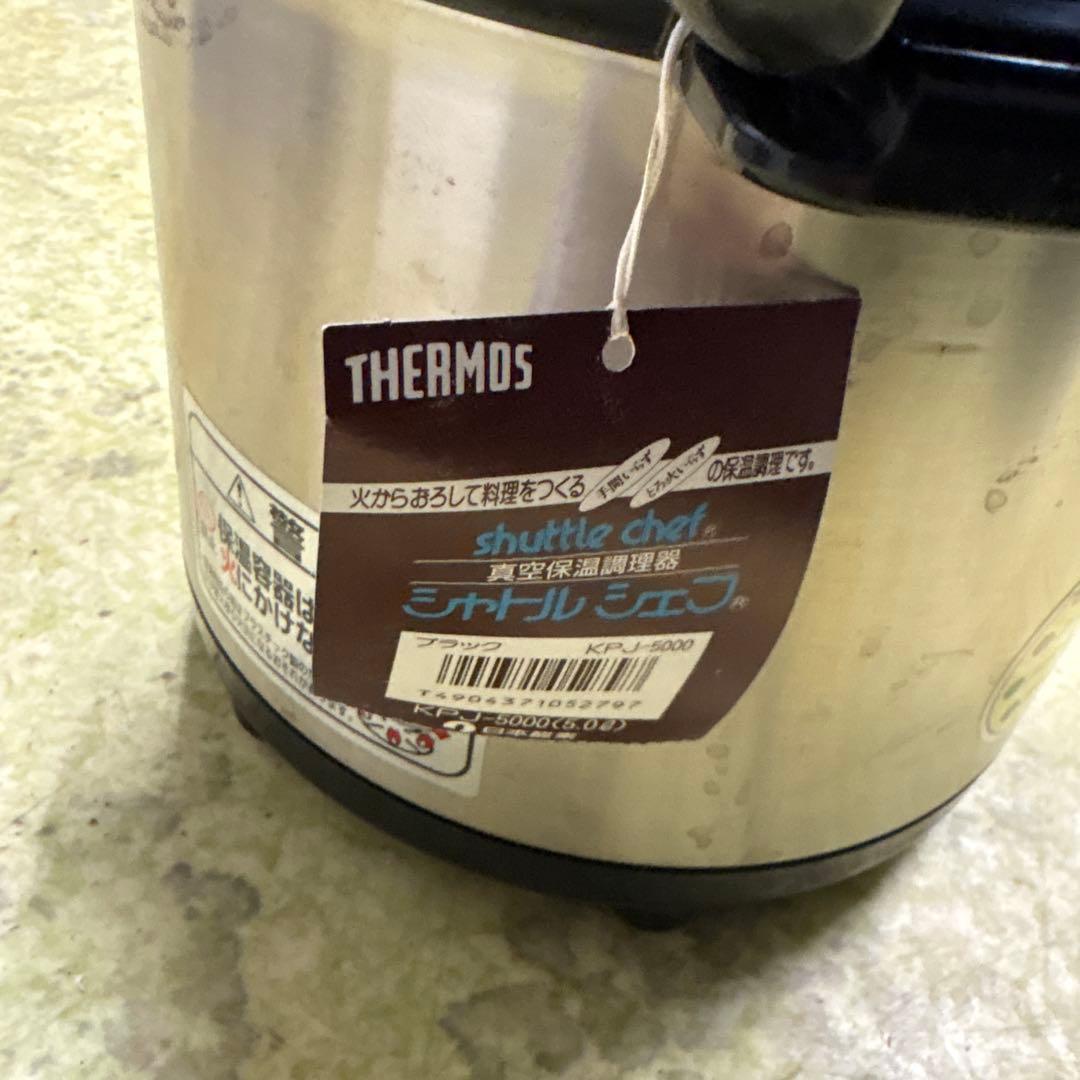 THERMOS
火からおろして料理をつくる 手間いらず とろ火いらず の保温調理です。
shuttle chef®
真空保温調理器
シャトルシェフ®
ブラック KPJ-5000
T4904371052797
KPJ-5000(5.0ℓ)
日本酸素
警
保温容器は
火にかけな